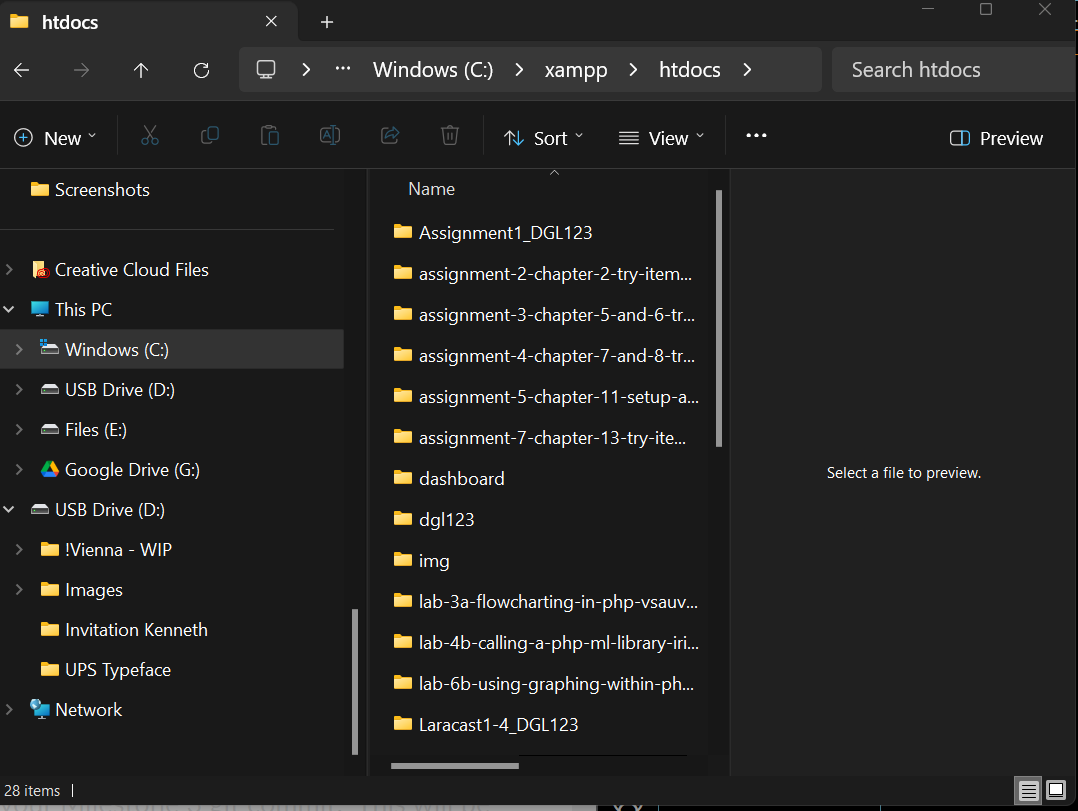 htdocs
Windows (C:) xampp htdocs
Search htdocs
New
Sort
View
Preview
Screenshots
Creative Cloud Files
This PC
Windows (C:)
USB Drive (D:)
Files (E:)
Google Drive (G:)
USB Drive (D:)
!Vienna - WIP
Images
Invitation Kenneth
UPS Typeface
Network
Name
Assignment1_DGL123
assignment-2-chapter-2-try-item...
assignment-3-chapter-5-and-6-tr...
assignment-4-chapter-7-and-8-tr...
assignment-5-chapter-11-setup-a...
assignment-7-chapter-13-try-ite...
dashboard
dgl123
img
lab-3a-flowcharting-in-php-vsauv...
lab-4b-calling-a-php-ml-library-iri...
lab-6b-using-graphing-within-ph...
Laracast1-4_DGL123
Select a file to preview.
28 items